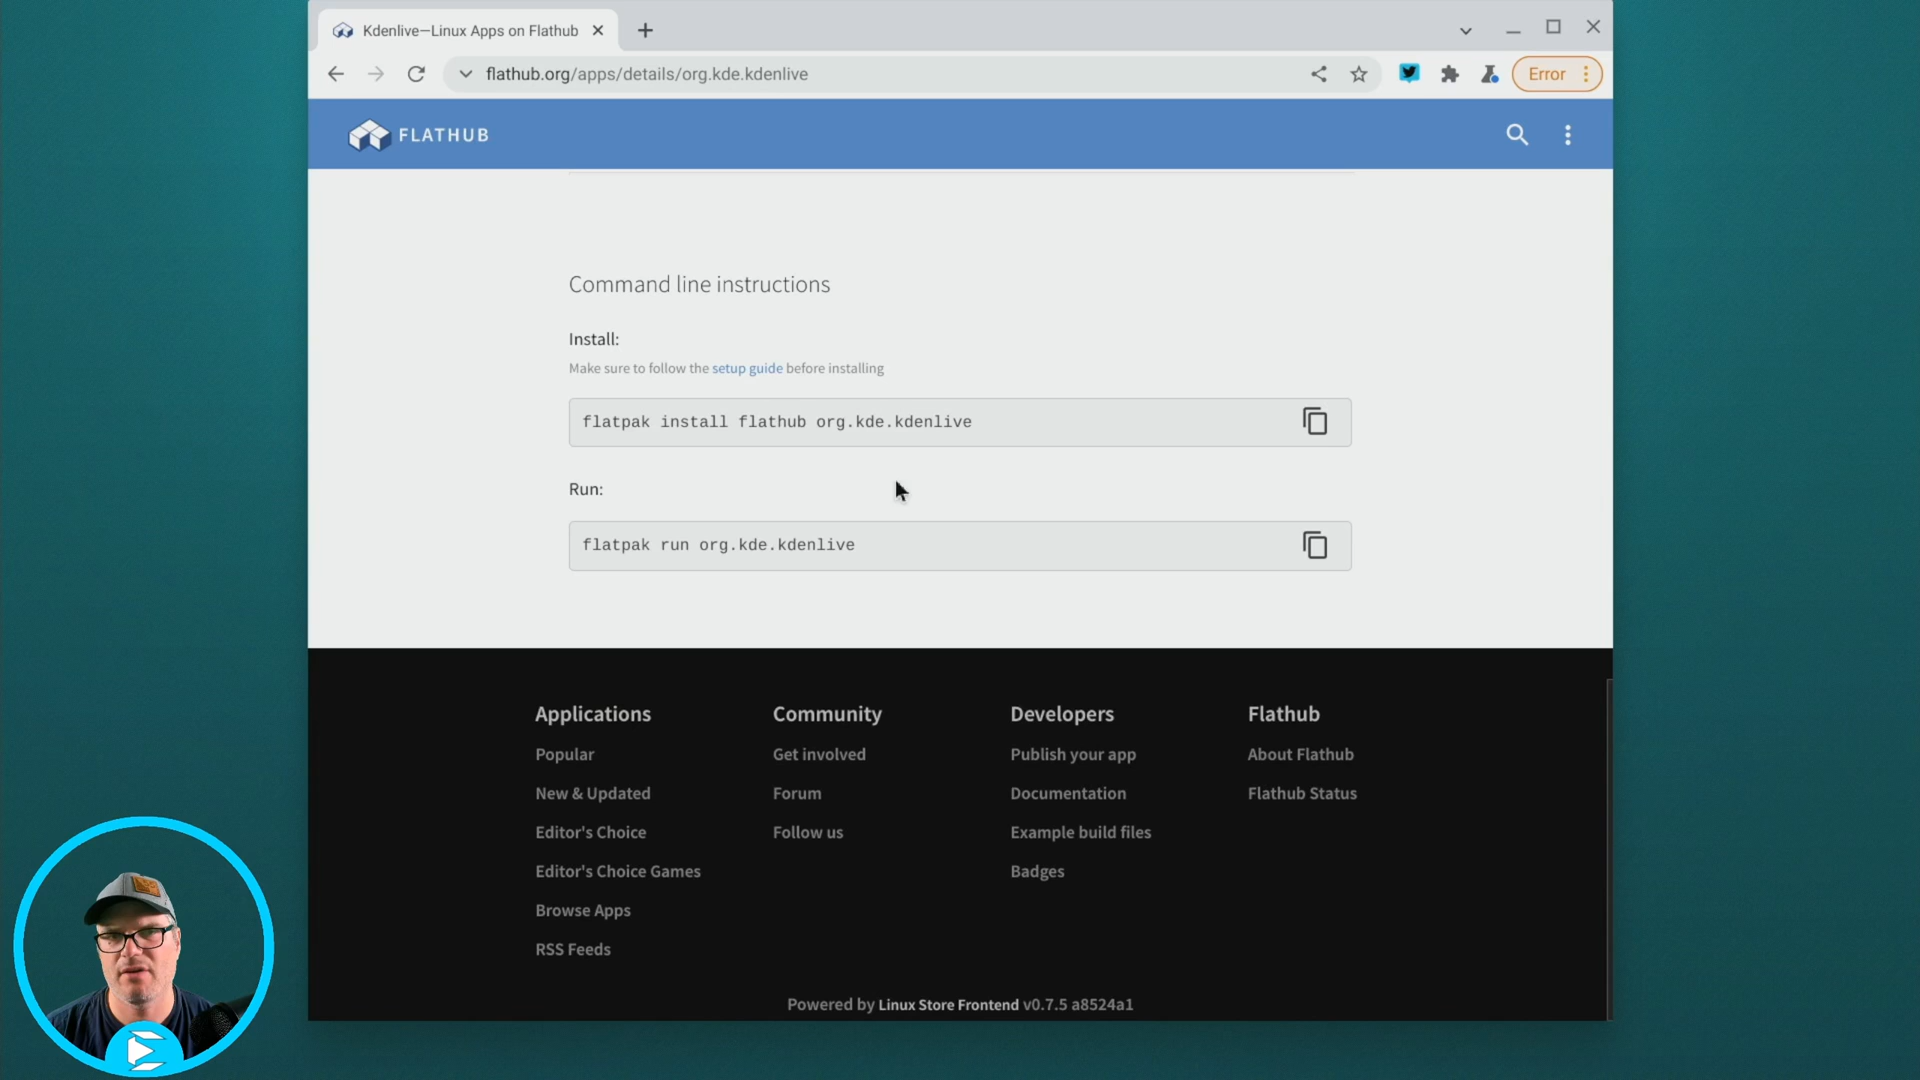 Kdenlive—Linux Apps on Flathub
flathub.org/apps/details/org.kde.kdenlive
Error
FLATHUB
Command line instructions
Install:
Make sure to follow the setup guide before installing
flatpak install flathub org.kde.kdenlive
Run:
flatpak run org.kde.kdenlive
Applications
Popular
New & Updated
Editor's Choice
Editor's Choice Games
Browse Apps
RSS Feeds
Community
Get involved
Forum
Follow us
Developers
Publish your app
Documentation
Example build files
Badges
Flathub
About Flathub
Flathub Status
Powered by Linux Store Frontend v0.7.5 a8524a1